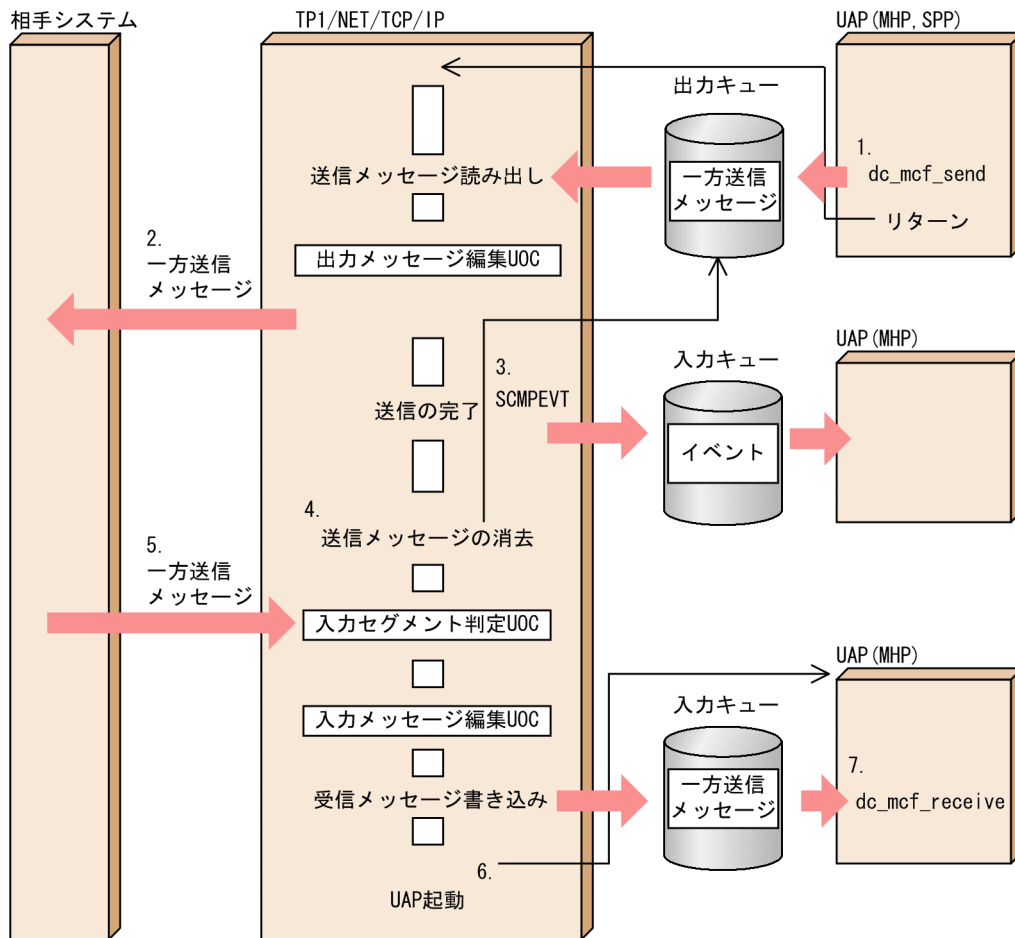 相手システム
TP1/NET/TCP/IP
UAP(MHP, SPP)
出力キュー
1.
dc_mcf_send
リターン
一方送信
メッセージ
送信メッセージ読み出し
出力メッセージ編集UOC
2.
一方送信
メッセージ
UAP(MHP)
入力キュー
3.
SCMPEVT
送信の完了
イベント
4.
送信メッセージの消去
5.
一方送信
メッセージ
入力セグメント判定UOC
UAP(MHP)
入力キュー
入力メッセージ編集UOC
一方送信
メッセージ
7.
dc_mcf_receive
受信メッセージ書き込み
6.
UAP起動